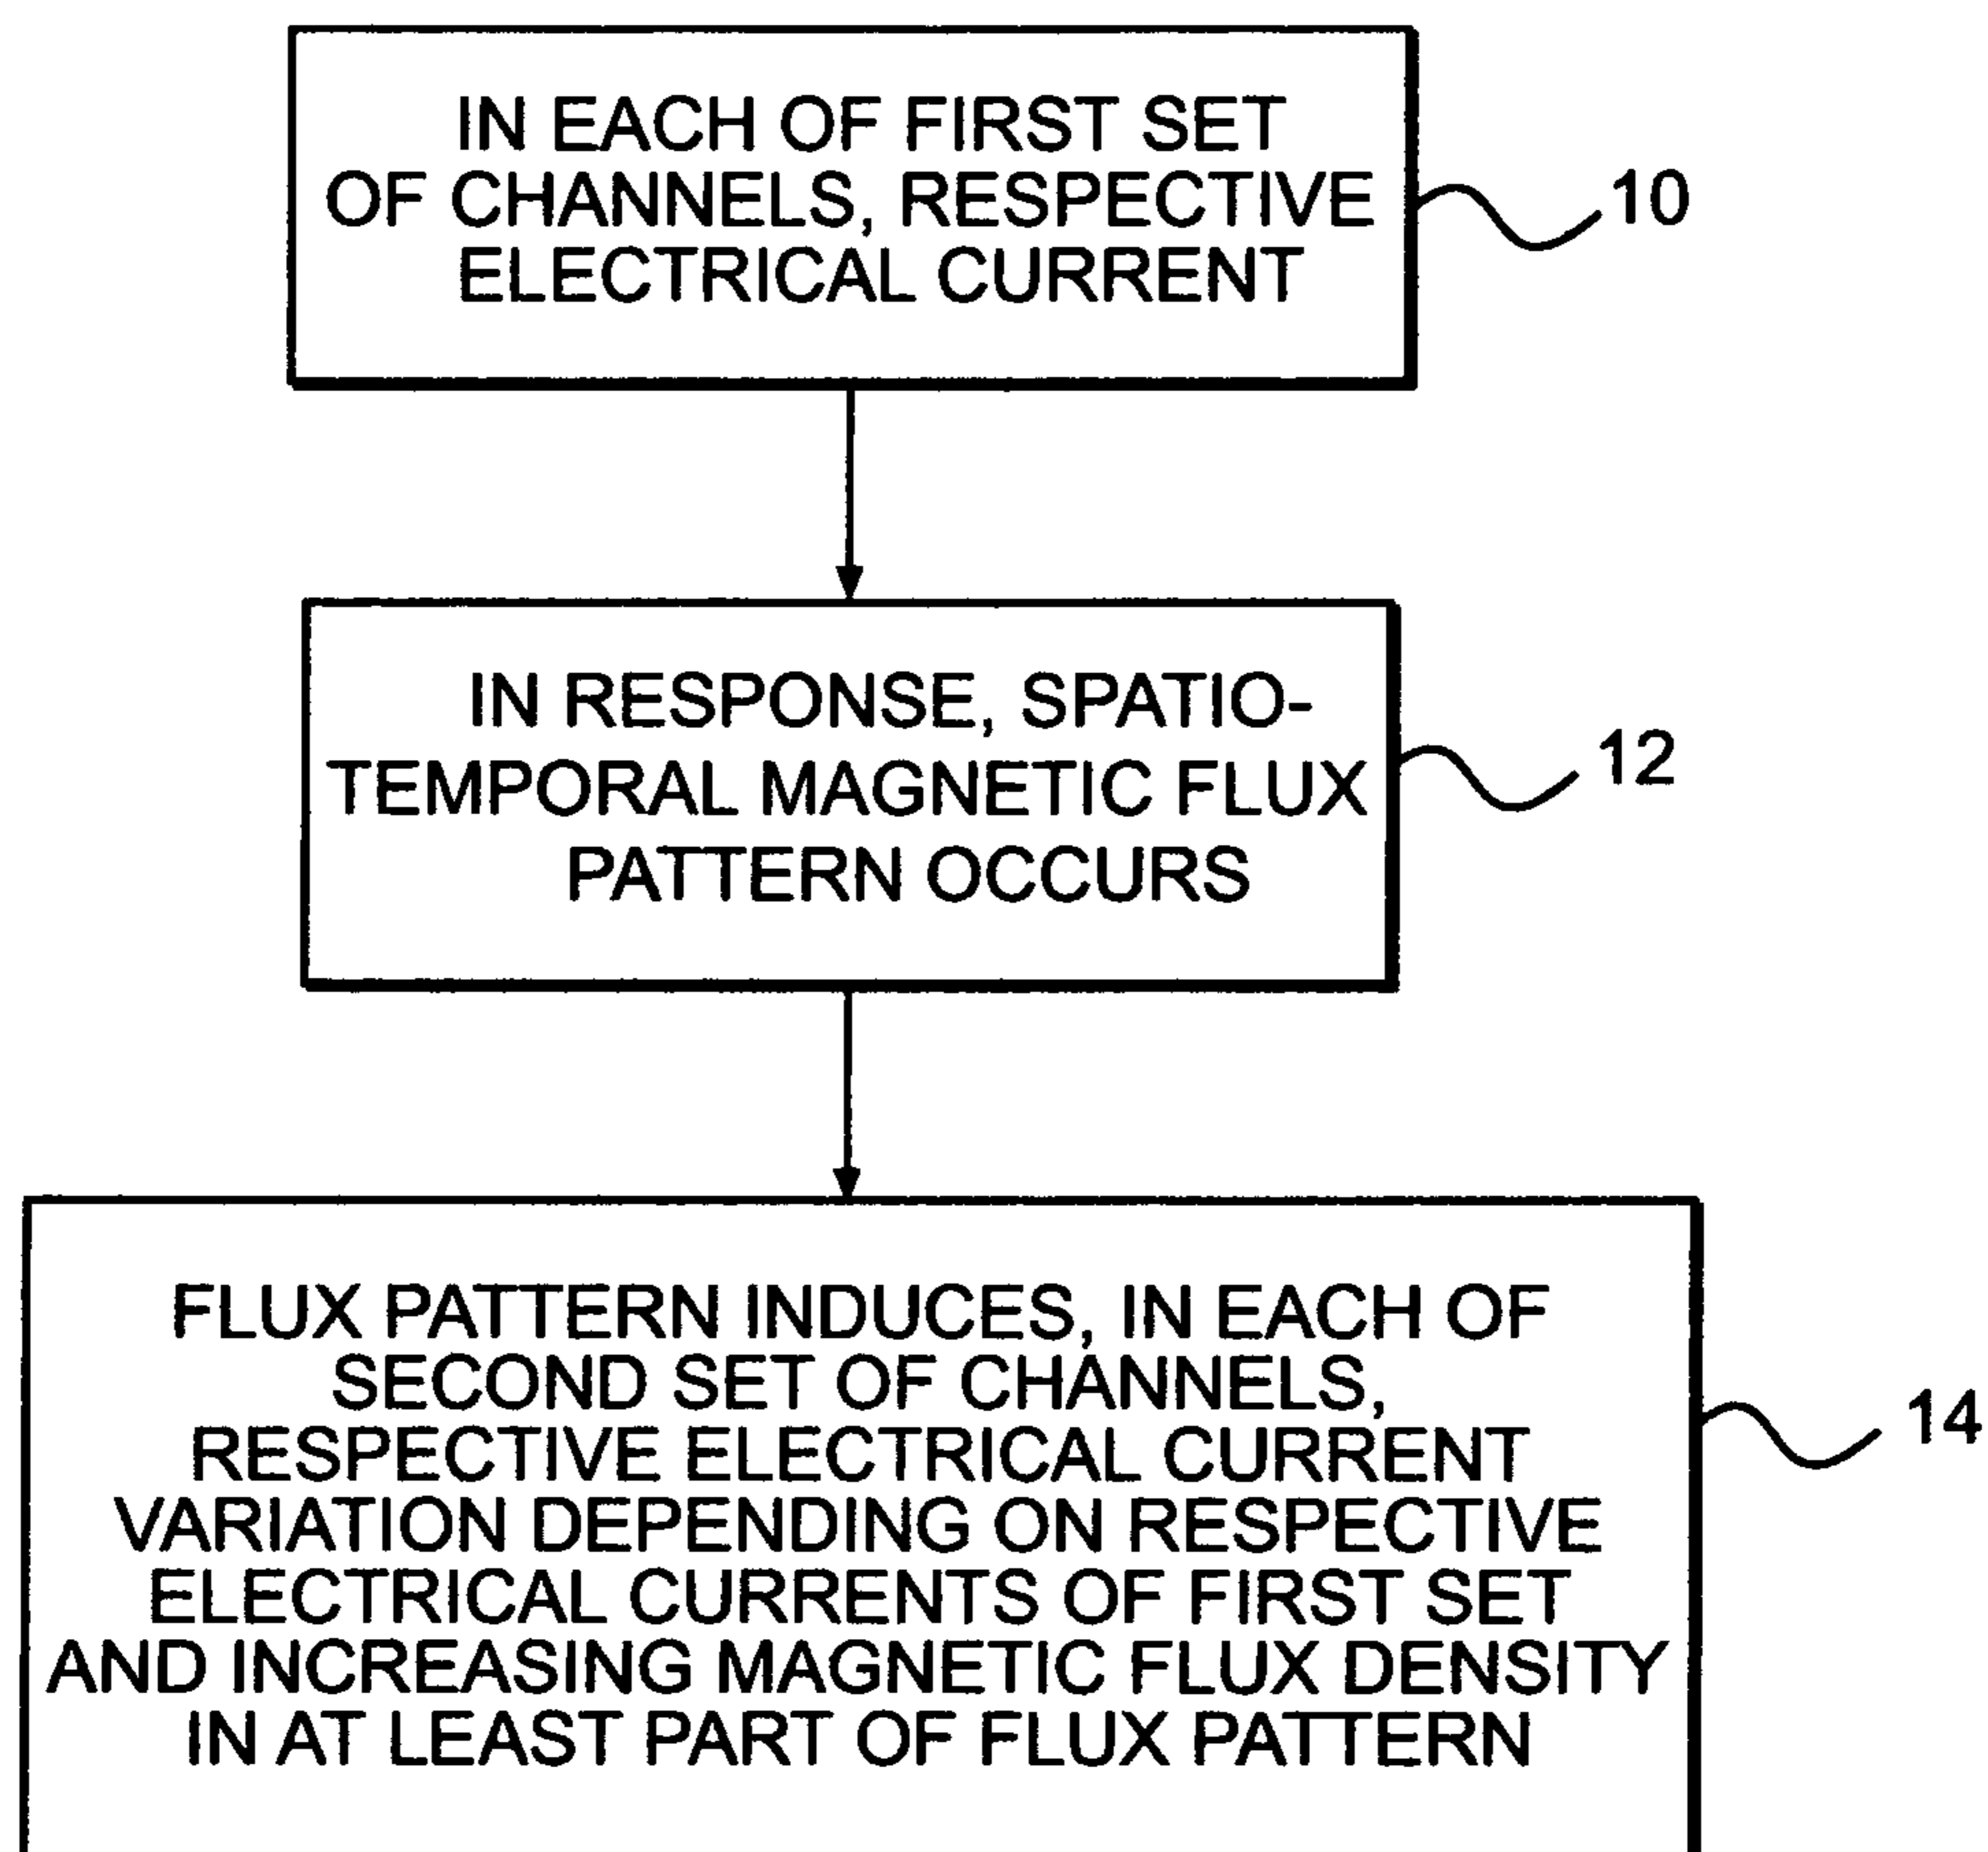 IN EACH OF FIRST SET
OF CHANNELS, RESPECTIVE
ELECTRICAL CURRENT
10
IN RESPONSE, SPATIO-
TEMPORAL MAGNETIC FLUX
PATTERN OCCURS
12
FLUX PATTERN INDUCES, IN EACH OF
SECOND SET OF CHANNELS,
RESPECTIVE ELECTRICAL CURRENT
VARIATION DEPENDING ON RESPECTIVE
ELECTRICAL CURRENTS OF FIRST SET
AND INCREASING MAGNETIC FLUX DENSITY
IN AT LEAST PART OF FLUX PATTERN
14